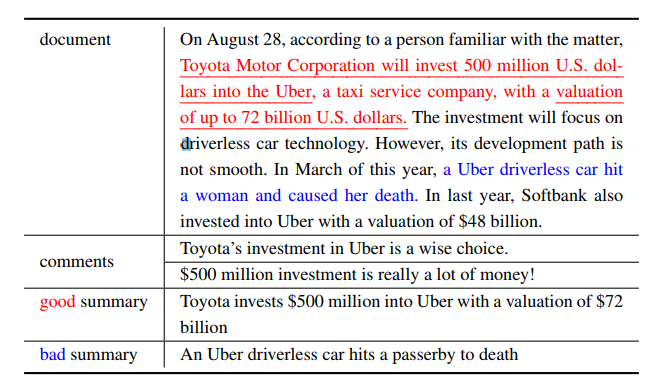 document
On August 28, according to a person familiar with the matter,
Toyota Motor Corporation will invest 500 million U.S. dol-
lars into the Uber, a taxi service company, with a valuation
of up to 72 billion U.S. dollars. The investment will focus on
driverless car technology. However, its development path is
not smooth. In March of this year, a Uber driverless car hit
a woman and caused her death. In last year, Softbank also
invested into Uber with a valuation of $48 billion.
comments
Toyota's investment in Uber is a wise choice.
$500 million investment is really a lot of money!
good summary
Toyota invests $500 million into Uber with a valuation of $72
billion
bad summary
An Uber driverless car hits a passerby to death